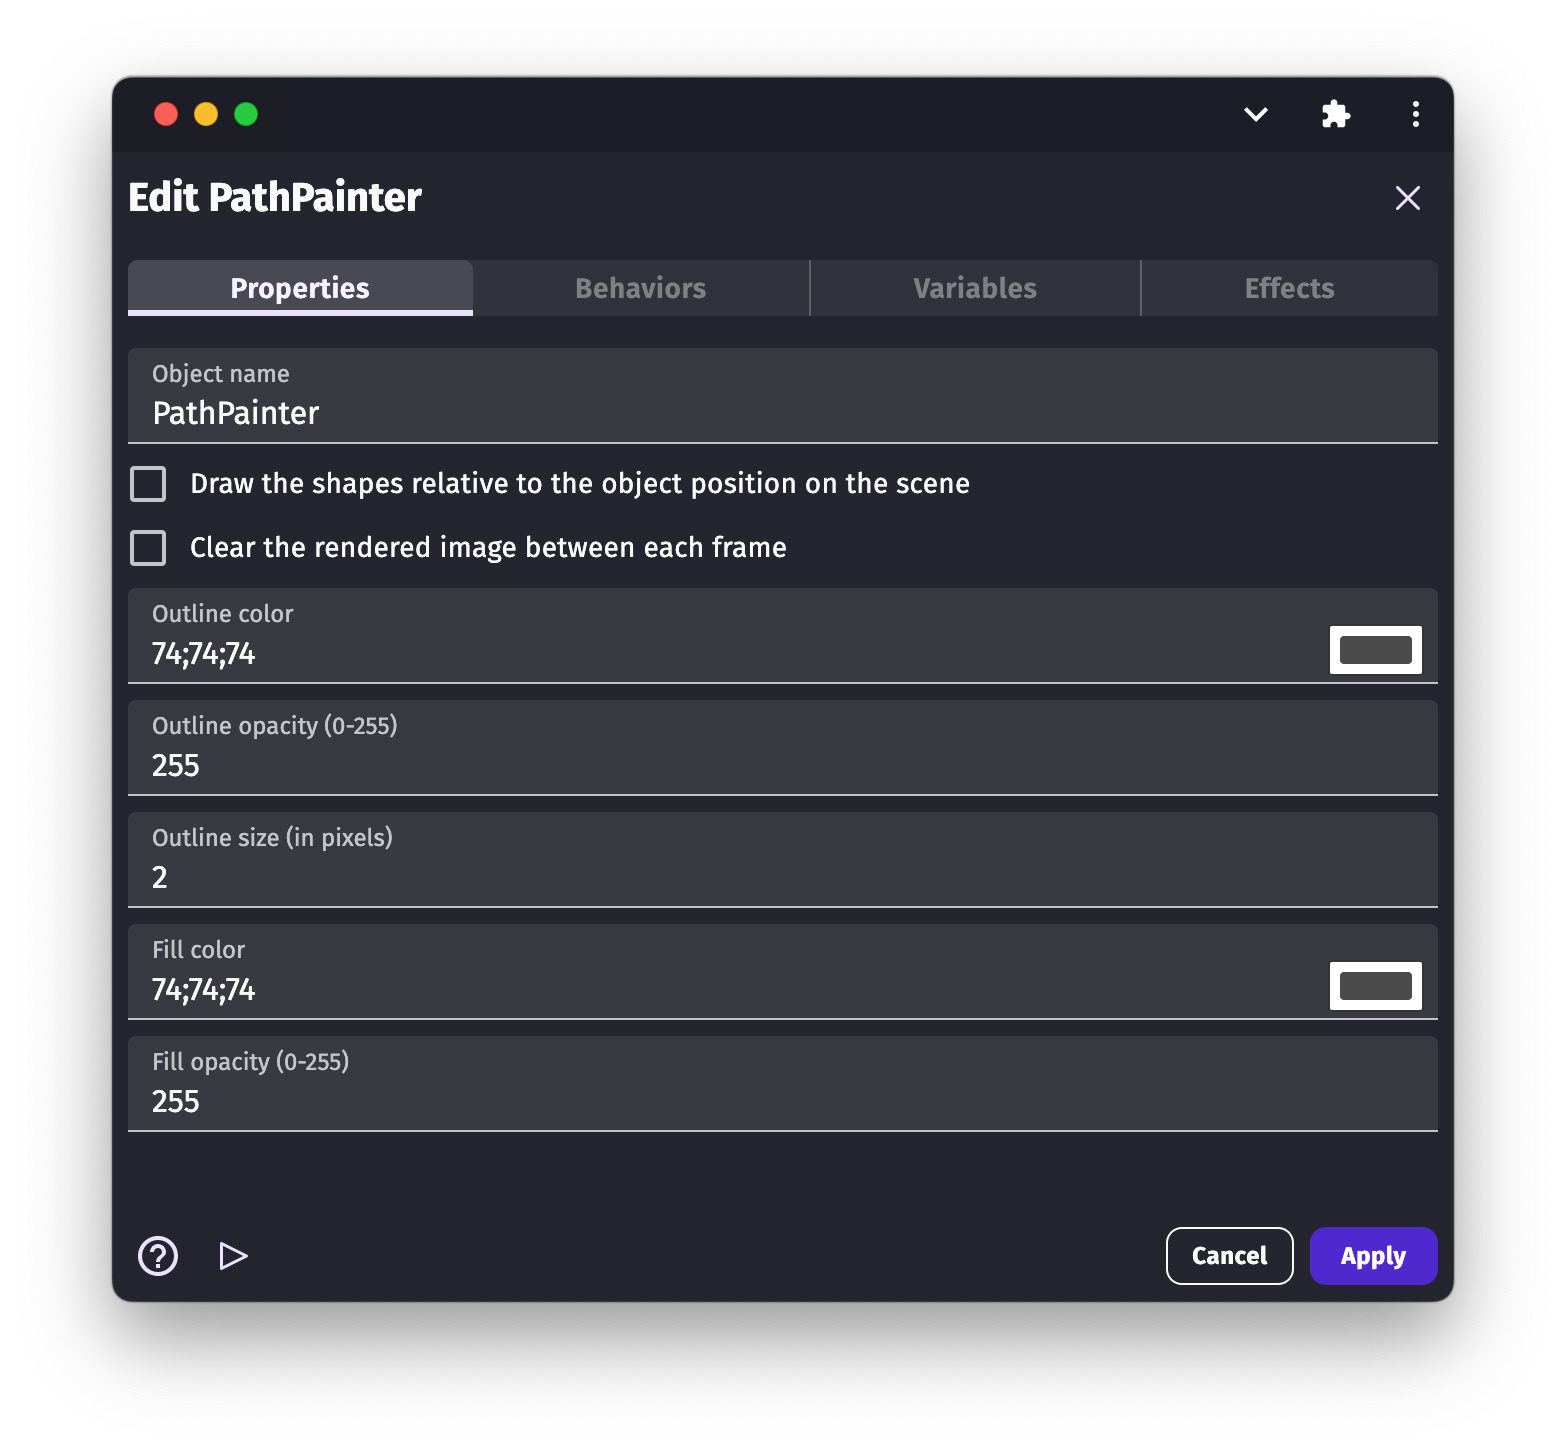 Edit PathPainter
Properties Behaviors Variables Effects
Object name
PathPainter
Draw the shapes relative to the object position on the scene
Clear the rendered image between each frame
Outline color
74;74;74
Outline opacity (0-255)
255
Outline size (in pixels)
2
Fill color
74;74;74
Fill opacity (0-255)
255
Cancel Apply